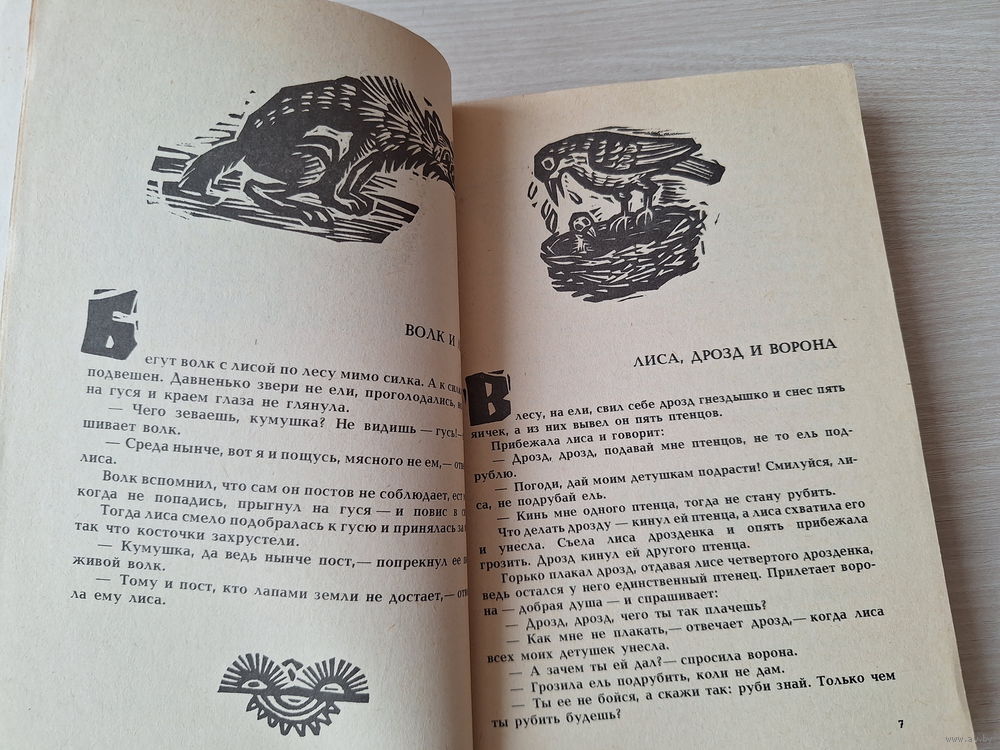 ВОЛК И
Бегут волк с лисой по лесу мимо силка. А к
подвешен. Давненько звери не ели, проголодались,
на гуся и краем глаза не глянула.
— Чего зеваешь, кумушка? Не видишь — гусь!—
шивает волк.
— Среда нынче, вот я и пощусь, мясного не ем,—
лиса.
Волк вспомнил, что сам он постов не соблюдает,
когда не попадись, прыгнул на гуся — и повис в
Тогда лиса смело подобралась к гусю и принялась
так что косточки захрустели.
— Кумушка, да ведь нынче пост,— попрекнул ее
живой волк.
— Тому и пост, кто лапами земли не достает,—
ла ему лиса.
ЛИСА, ДРОЗД И ВОРОНА
В лесу, на ели, свил себе дрозд гнездышко и снес пять
яичек, а из них вывел он пять птенцов.
Прибежала лиса и говорит:
— Дрозд, дрозд, подавай мне птенцов, не то ель под-
рублю.
— Погоди, дай моим детушкам подрасти! Смилуйся, ли-
са, не подрубай ель.
— Кинь мне одного птенца, тогда не стану рубить.
Что делать дрозду — кинул ей птенца, а лиса схватила его
и унесла. Съела лиса дрозденка и опять прибежала
грозить. Дрозд кинул ей другого птенца.
Горько плакал дрозд, отдавая лисе четвертого дрозденка,
ведь остался у него единственный птенец. Прилетает воро-
на — добрая душа — и спрашивает:
— Дрозд, дрозд, чего ты так плачешь?
— Как мне не плакать,— отвечает дрозд,— когда лиса
всех моих детушек унесла.
— А зачем ты ей дал?— спросила ворона.
— Грозила ель подрубить, коли не дам.
— Ты ее не бойся, а скажи так: руби знай. Только чем
ты рубить будешь?
7
www.ay.by